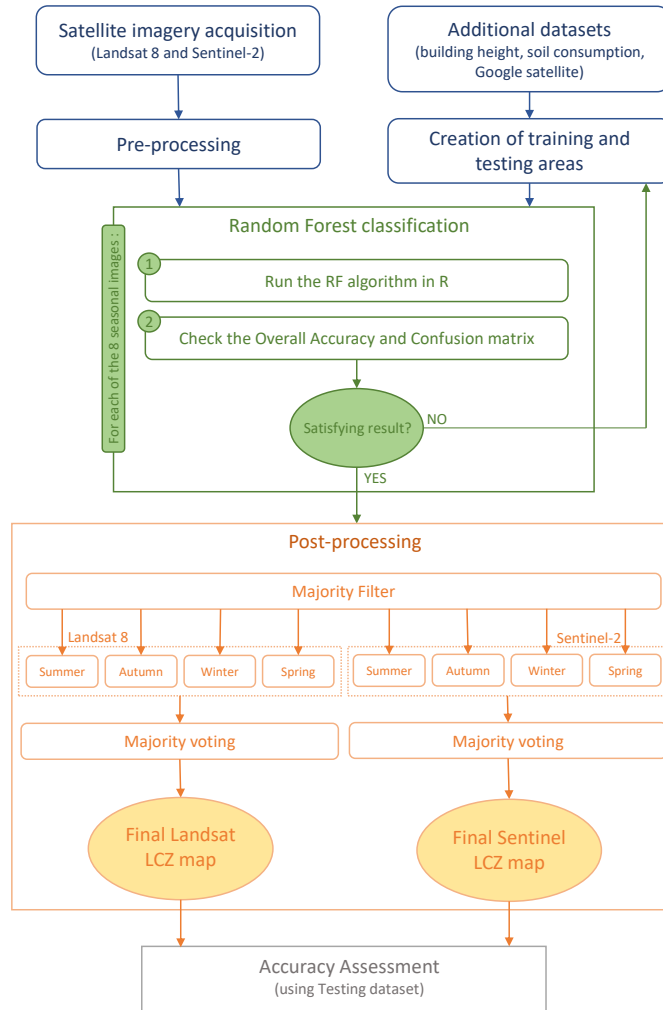 Satellite imagery acquisition
(Landsat 8 and Sentinel-2)
Additional datasets
(building height, soil consumption,
Google satellite)
Pre-processing
Creation of training and
testing areas
For each of the 8 seasonal images :
Random Forest classification
1
Run the RF algorithm in R
2
Check the Overall Accuracy and Confusion matrix
Satisfying result?
NO
YES
Post-processing
Majority Filter
Landsat 8
Sentinel-2
Summer
Autumn
Winter
Spring
Summer
Autumn
Winter
Spring
Majority voting
Majority voting
Final Landsat
LCZ map
Final Sentinel
LCZ map
Accuracy Assessment
(using Testing dataset)